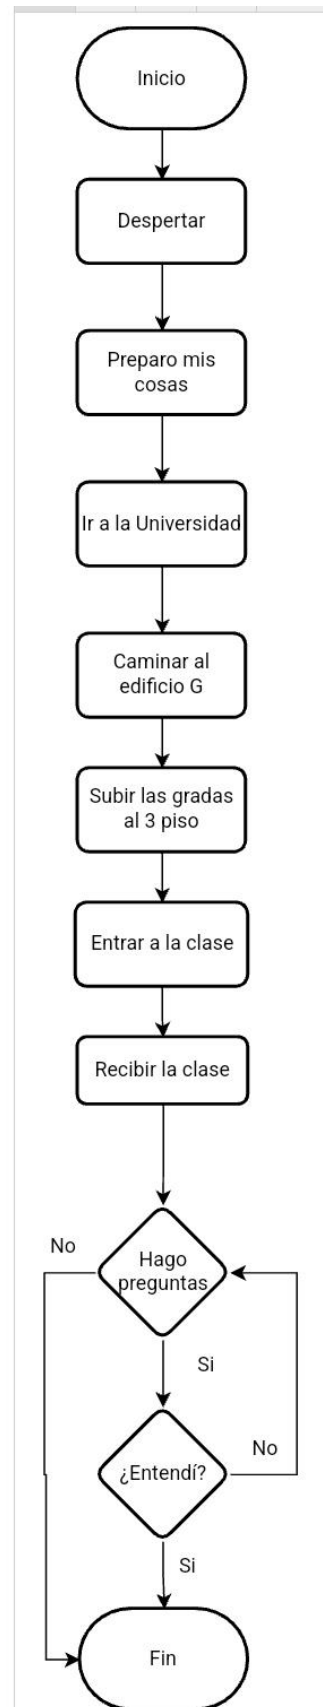 Inicio
Despertar
Preparo mis
cosas
Ir a la Universidad
Caminar al
edificio G
Subir las gradas
al 3 piso
Entrar a la clase
Recibir la clase
No
Hago
preguntas
Si
¿Entendí?
No
Si
Fin